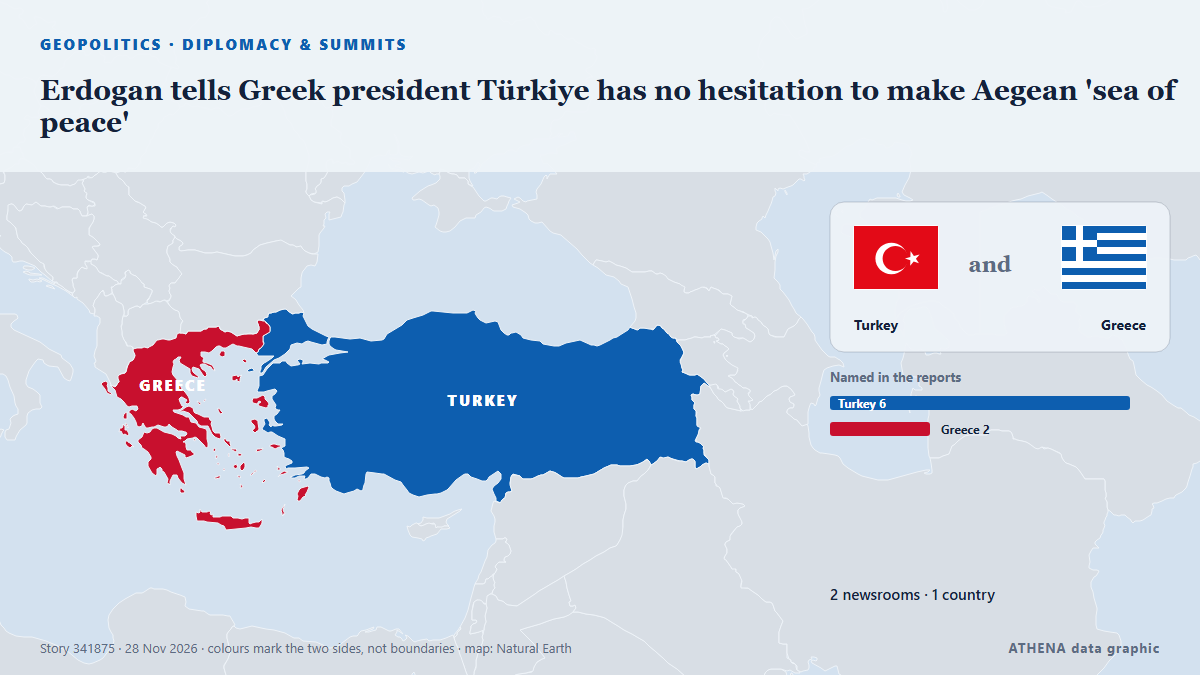 GEOPOLITICS · DIPLOMACY & SUMMITS
Erdogan tells Greek president Türkiye has no hesitation to make Aegean 'sea of
peace'
and
Turkey
Greece
Named in the reports
Turkey 6
Greece 2
GREECE
TURKEY
2 newsrooms · 1 country
Story 341875 · 28 Nov 2026 · colours mark the two sides, not boundaries · map: Natural Earth
ATHENA data graphic